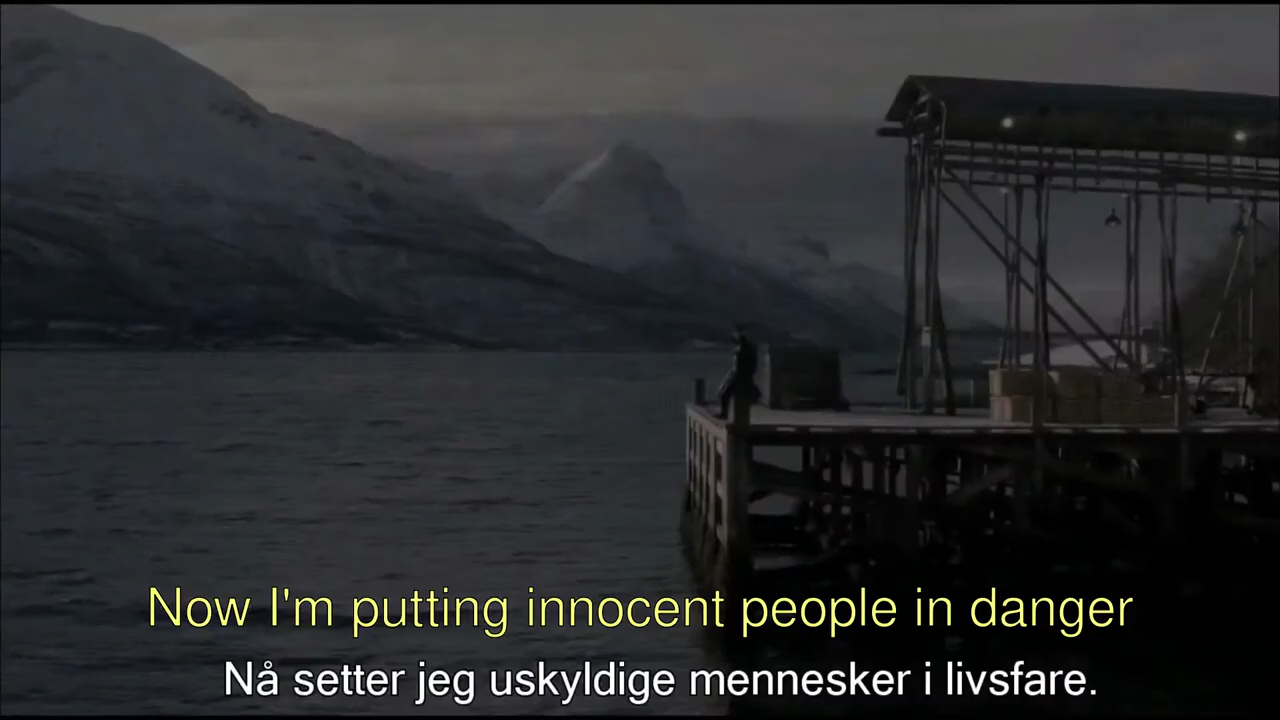 Now I'm putting innocent people in danger
Nå setter jeg uskyldige mennesker i livsfare.